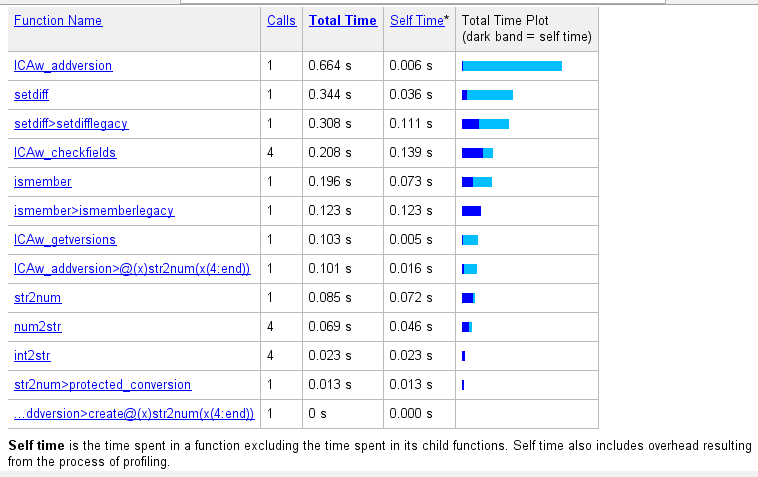 Function Name Calls Total Time Self Time* Total Time Plot
(dark band = self time)
ICAw_addversion 1 0.664 s 0.006 s
setdiff 1 0.344 s 0.036 s
setdiff>setdifflegacy 1 0.308 s 0.111 s
ICAw_checkfields 4 0.208 s 0.139 s
ismember 1 0.196 s 0.073 s
ismember>ismemberlegacy 1 0.123 s 0.123 s
ICAw_getversions 1 0.103 s 0.005 s
ICAw_addversion>@(x)str2num(x(4:end)) 1 0.101 s 0.016 s
str2num 1 0.085 s 0.072 s
num2str 4 0.069 s 0.046 s
int2str 4 0.023 s 0.023 s
str2num>protected_conversion 1 0.013 s 0.013 s
...ddversion>create@(x)str2num(x(4:end)) 1 0 s 0.000 s
Self time is the time spent in a function excluding the time spent in its child functions. Self time also includes overhead resulting
from the process of profiling.